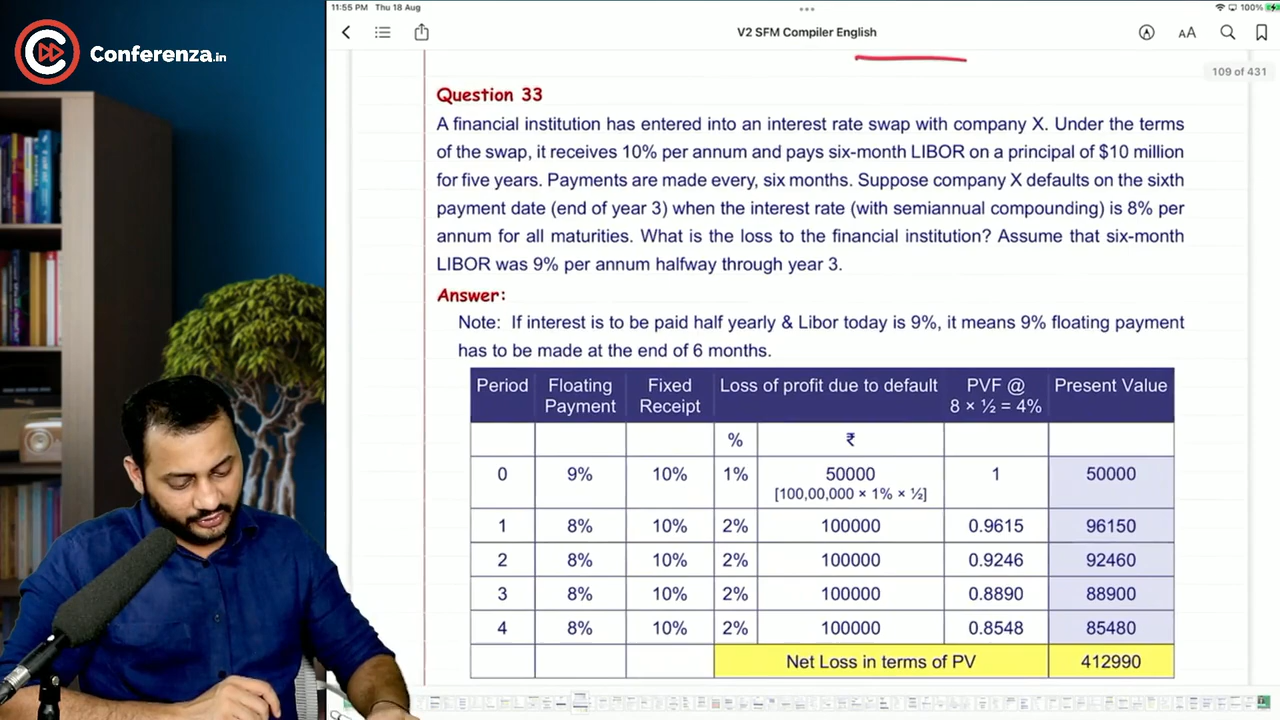 11:55 PM Thu 18 Aug
100%
Conferenza.in
V2 SFM Compiler English
AA
109 of 431
Question 33
A financial institution has entered into an interest rate swap with company X. Under the terms
of the swap, it receives 10% per annum and pays six-month LIBOR on a principal of $10 million
for five years. Payments are made every, six months. Suppose company X defaults on the sixth
payment date (end of year 3) when the interest rate (with semiannual compounding) is 8% per
annum for all maturities. What is the loss to the financial institution? Assume that six-month
LIBOR was 9% per annum halfway through year 3.
Answer:
Note: If interest is to be paid half yearly & Libor today is 9%, it means 9% floating payment
has to be made at the end of 6 months.
Period Floating Payment Fixed Receipt Loss of profit due to default PVF @ 8 × ½ = 4% Present Value
% ₹
0 9% 10% 1% 50000 [100,00,000 × 1% × ½] 1 50000
1 8% 10% 2% 100000 0.9615 96150
2 8% 10% 2% 100000 0.9246 92460
3 8% 10% 2% 100000 0.8890 88900
4 8% 10% 2% 100000 0.8548 85480
Net Loss in terms of PV 412990